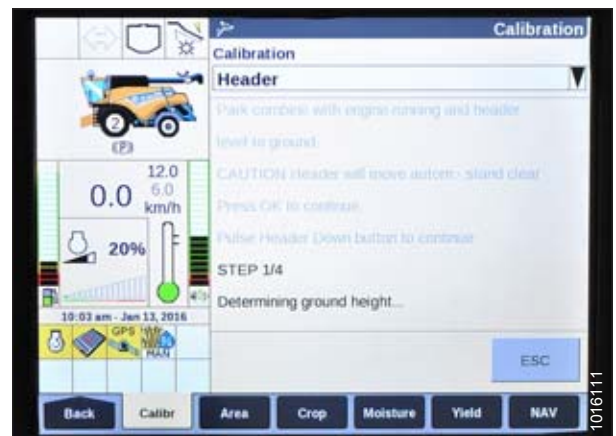 Calibration
Calibration
Header
Park combine with engine running and header
level to ground.
CAUTION Header will move autom.- stand clear
Press OK to continue.
Pulse Header Down button to continue
STEP 1/4
Determining ground height...
ESC
2
(P)
12.0
0.0
6.0
km/h
20%
10:03 am - Jan 13, 2016
GPS
MAN
Back
Calibr
Area
Crop
Moisture
Yield
NAV
1016111